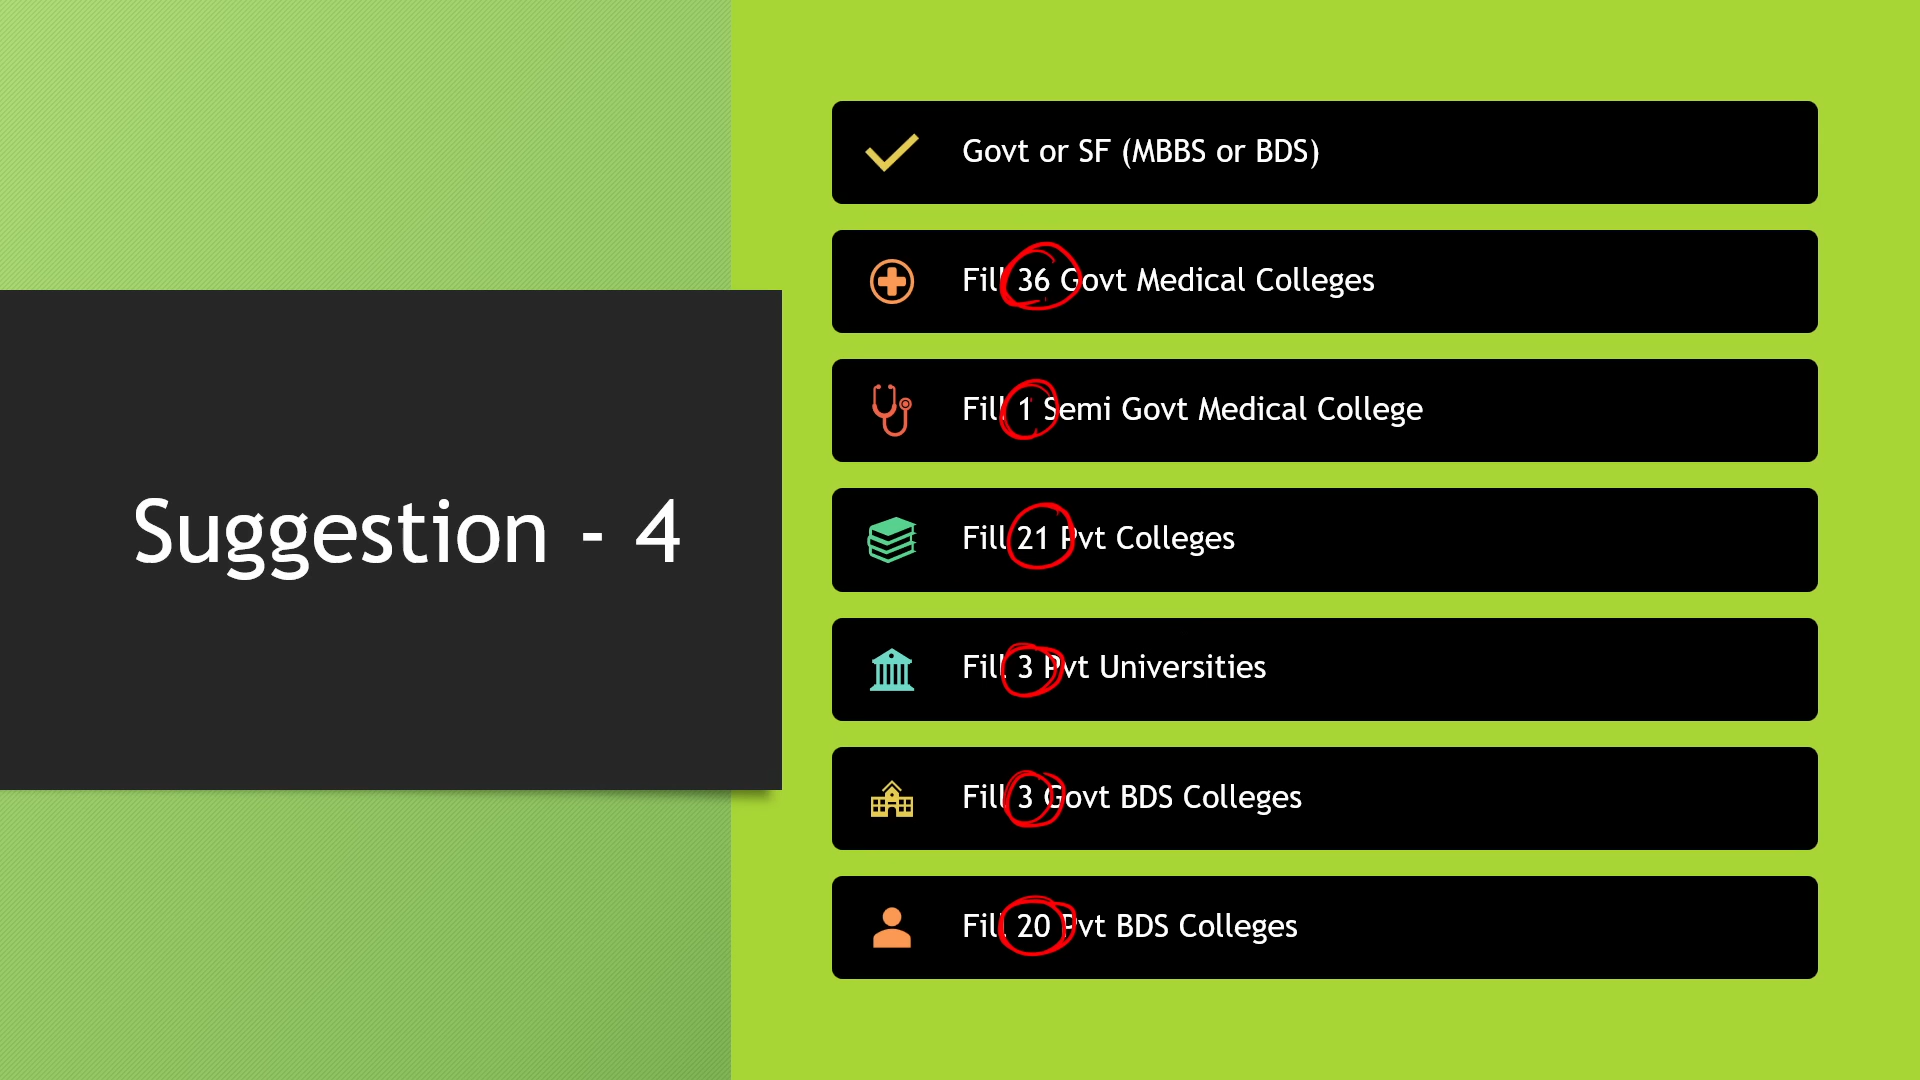 Suggestion - 4
Govt or SF (MBBS or BDS)
Fill 36 Govt Medical Colleges
Fill 1 Semi Govt Medical College
Fill 21 Pvt Colleges
Fill 3 Pvt Universities
Fill 3 Govt BDS Colleges
Fill 20 Pvt BDS Colleges